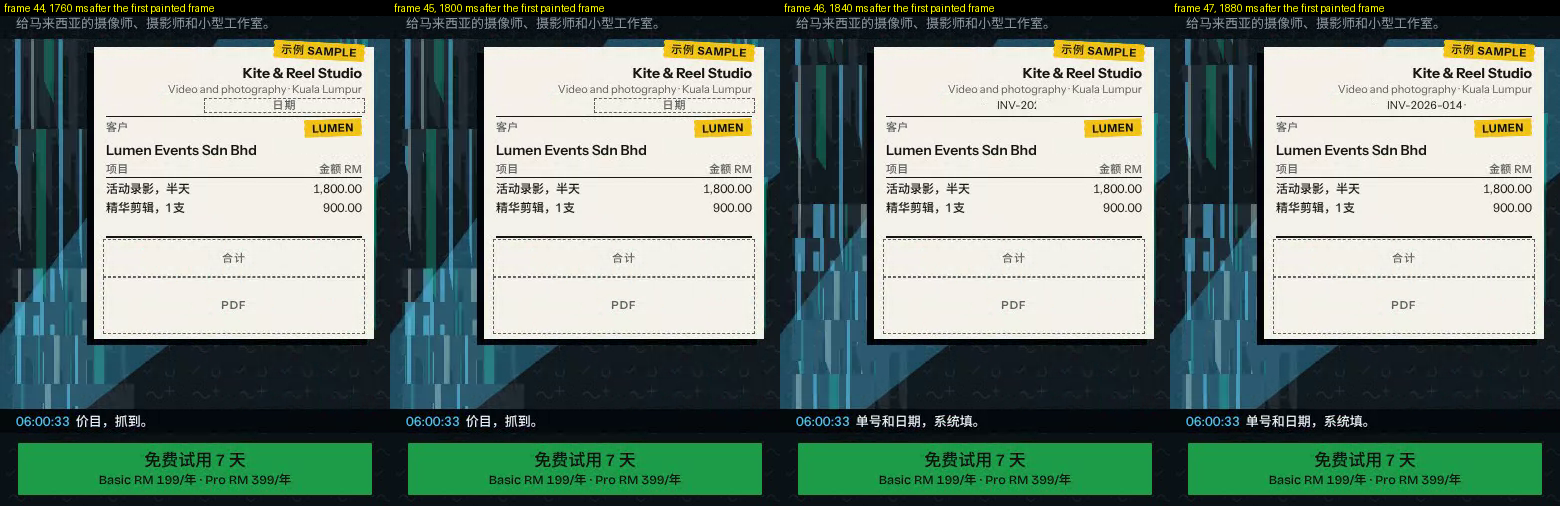 frame 44, 1760 ms after the first painted frame
给马来西亚的摄像师、摄影师和小型工作室。
示例 SAMPLE
Kite & Reel Studio
Video and photography · Kuala Lumpur
日期
客户
LUMEN
Lumen Events Sdn Bhd
项目 金额 RM
活动录影，半天 1,800.00
精华剪辑，1支 900.00
合计
PDF
06:00:33 价目，抓到。
免费试用 7 天
Basic RM 199/年 · Pro RM 399/年
frame 45, 1800 ms after the first painted frame
给马来西亚的摄像师、摄影师和小型工作室。
示例 SAMPLE
Kite & Reel Studio
Video and photography · Kuala Lumpur
日期
客户
LUMEN
Lumen Events Sdn Bhd
项目 金额 RM
活动录影，半天 1,800.00
精华剪辑，1支 900.00
合计
PDF
06:00:33 价目，抓到。
免费试用 7 天
Basic RM 199/年 · Pro RM 399/年
frame 46, 1840 ms after the first painted frame
给马来西亚的摄像师、摄影师和小型工作室。
示例 SAMPLE
Kite & Reel Studio
Video and photography · Kuala Lumpur
INV-20
客户
LUMEN
Lumen Events Sdn Bhd
项目 金额 RM
活动录影，半天 1,800.00
精华剪辑，1支 900.00
合计
PDF
06:00:33 单号和日期，系统填。
免费试用 7 天
Basic RM 199/年 · Pro RM 399/年
frame 47, 1880 ms after the first painted frame
给马来西亚的摄像师、摄影师和小型工作室。
示例 SAMPLE
Kite & Reel Studio
Video and photography · Kuala Lumpur
INV-2026-014 ·
客户
LUMEN
Lumen Events Sdn Bhd
项目 金额 RM
活动录影，半天 1,800.00
精华剪辑，1支 900.00
合计
PDF
06:00:33 单号和日期，系统填。
免费试用 7 天
Basic RM 199/年 · Pro RM 399/年